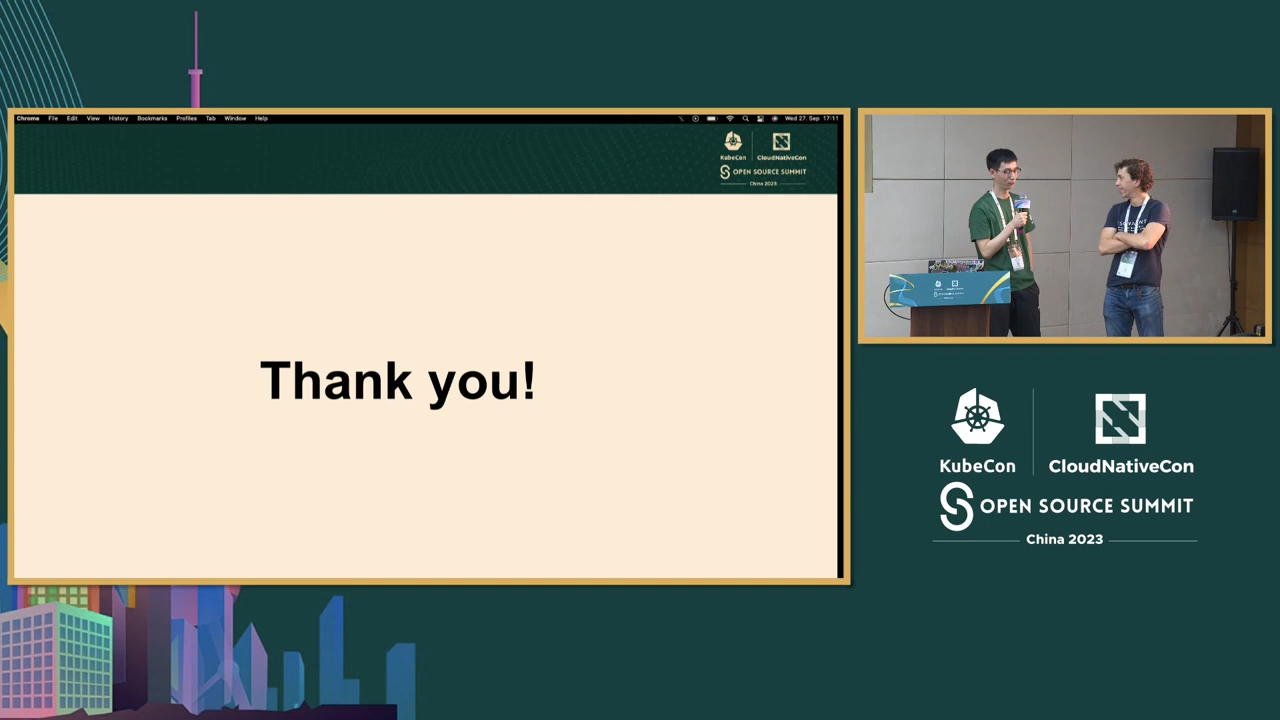 Chrome File Edit View History Bookmarks Profiles Tab Window Help
Wed 27. Sep 17:11
KubeCon CloudNativeCon
OPEN SOURCE SUMMIT
China 2023
Thank you!
KubeCon CloudNativeCon
OPEN SOURCE SUMMIT
China 2023